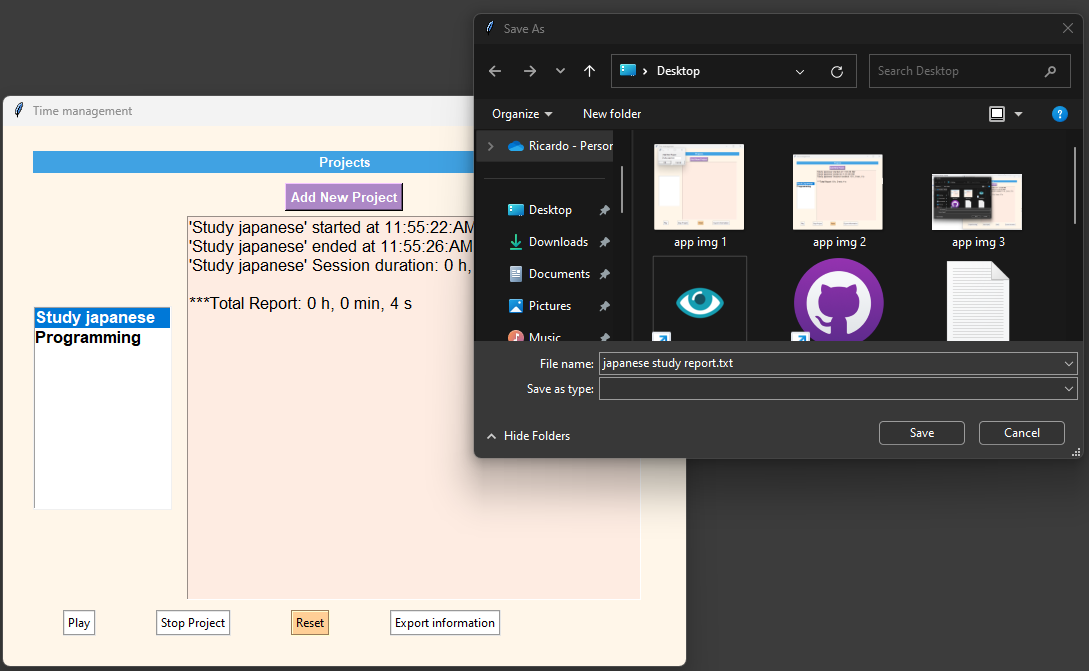 Time management
Projects
Add New Project
'Study japanese' started at 11:55:22:AM
'Study japanese' ended at 11:55:26:AM
'Study japanese' Session duration: 0 h,
***Total Report: 0 h, 0 min, 4 s
Study japanese
Programming
Play
Stop Project
Reset
Export information
Save As
Desktop
Search Desktop
Organize
New folder
Ricardo - Person
Desktop
Downloads
Documents
Pictures
Music
app img 1
app img 2
app img 3
File name:
japanese study report.txt
Save as type:
Hide Folders
Save
Cancel